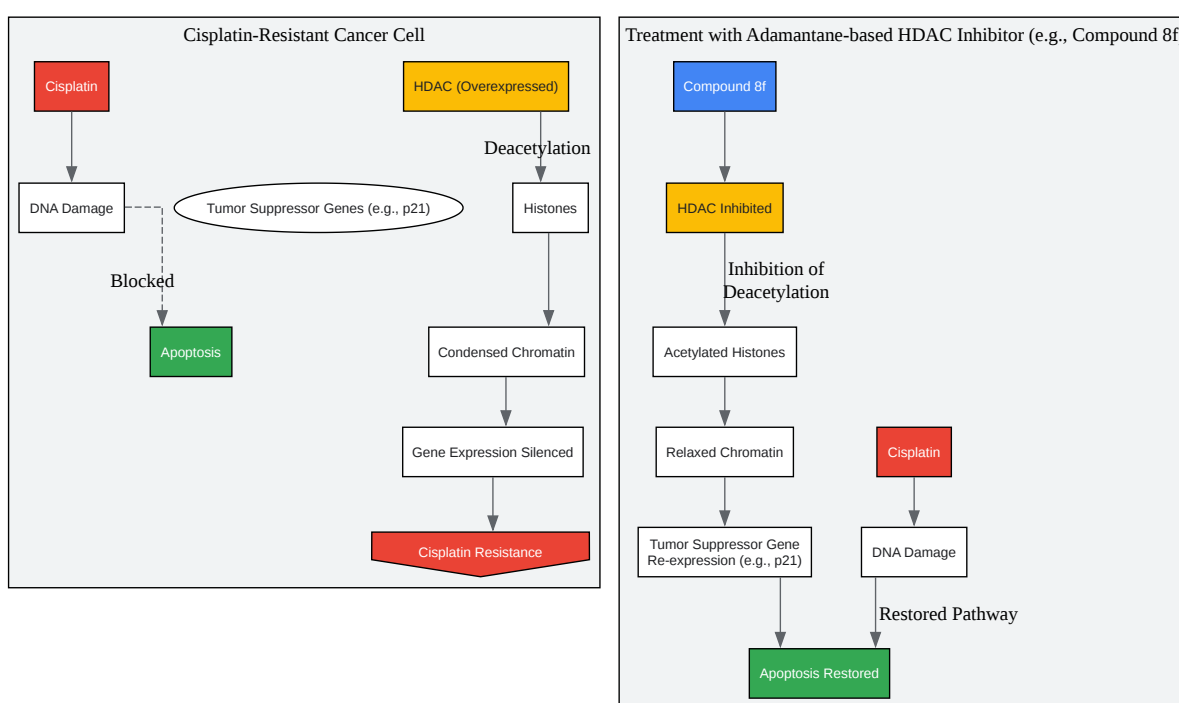 Cisplatin-Resistant Cancer Cell
Cisplatin
HDAC (Overexpressed)
Deacetylation
DNA Damage
Tumor Suppressor Genes (e.g., p21)
Histones
Blocked
Apoptosis
Condensed Chromatin
Gene Expression Silenced
Cisplatin Resistance
Treatment with Adamantane-based HDAC Inhibitor (e.g., Compound 8f
Compound 8f
HDAC Inhibited
Inhibition of
Deacetylation
Acetylated Histones
Relaxed Chromatin
Cisplatin
Tumor Suppressor Gene
Re-expression (e.g., p21)
DNA Damage
Restored Pathway
Apoptosis Restored